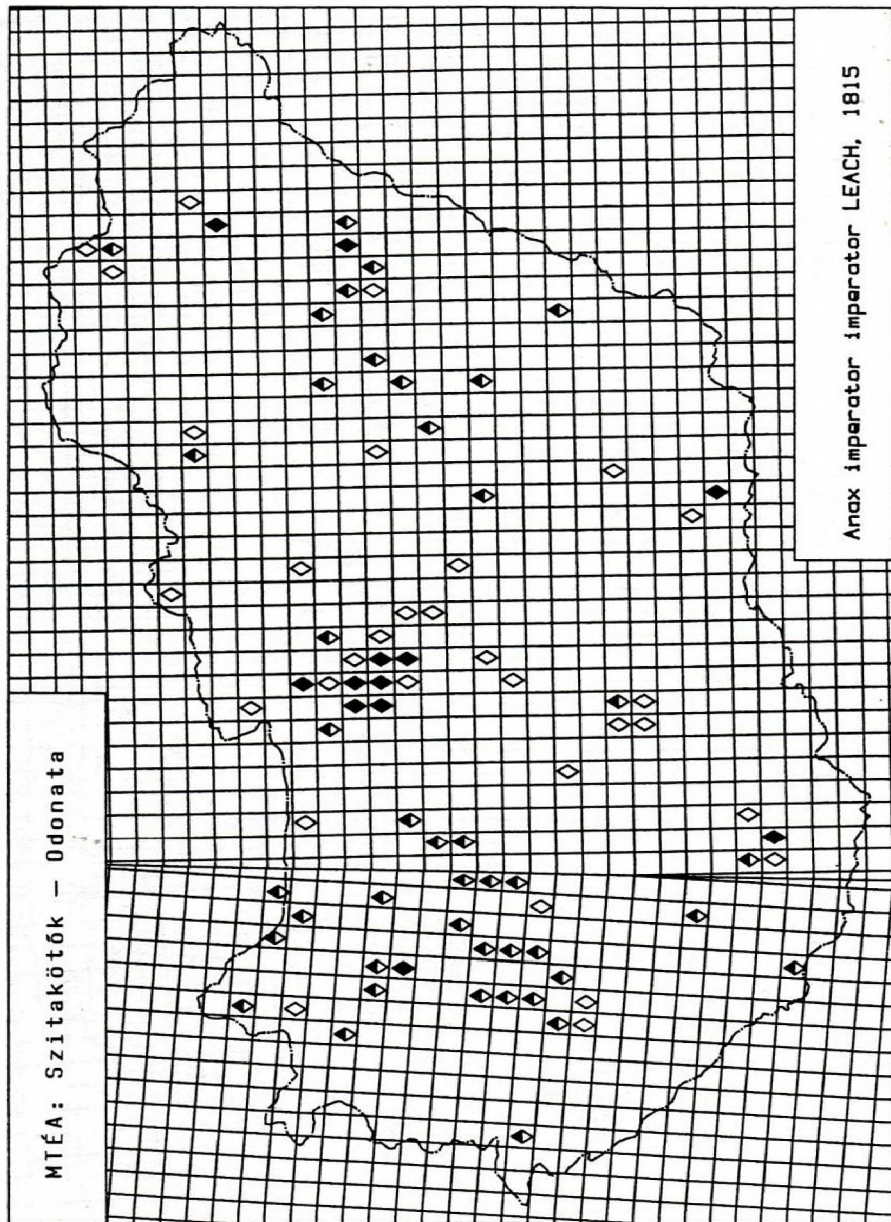 MTÉA: Szitakötők – Odonata
Anax imperator imperator LEACH, 1815